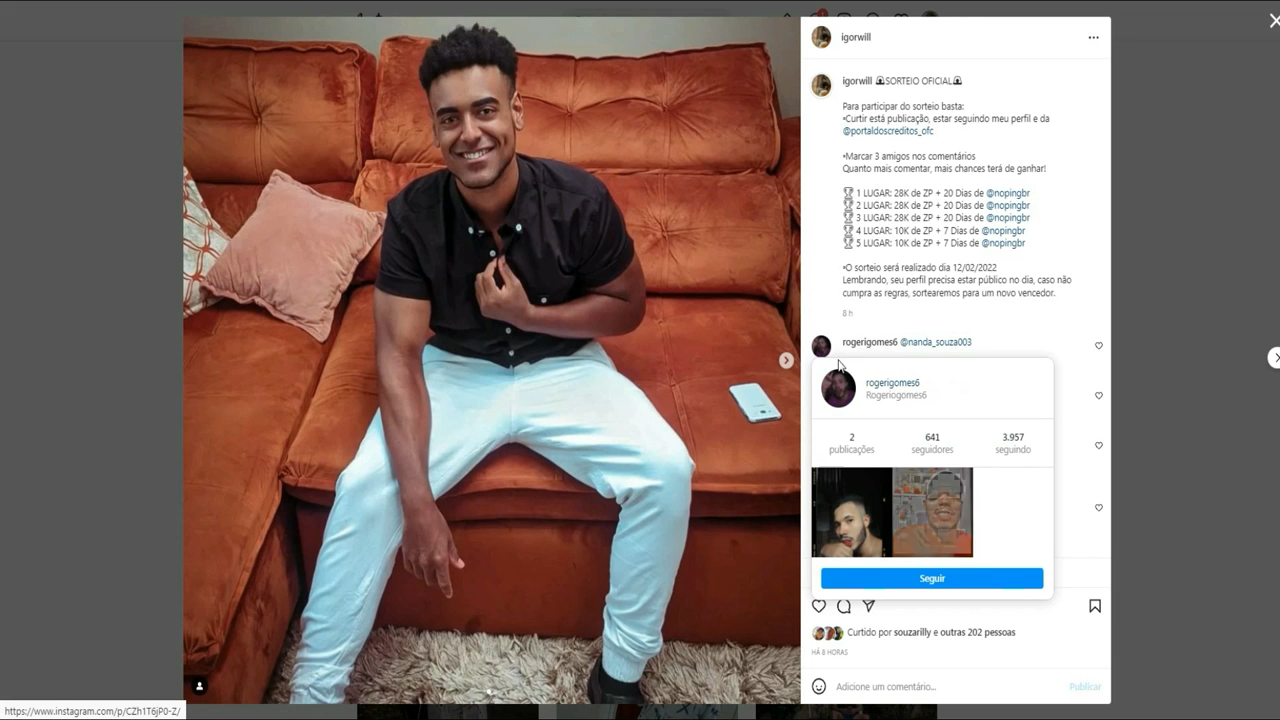 igorwill
igorwill SORTEIO OFICIAL
Para participar do sorteio basta:
•Curtir está publicação, estar seguindo meu perfil e da
@portaldoscreditos_ofc
•Marcar 3 amigos nos comentários
Quanto mais comentar, mais chances terá de ganhar!
1 LUGAR: 28K de ZP + 20 Dias de @nopingbr
2 LUGAR: 28K de ZP + 20 Dias de @nopingbr
3 LUGAR: 28K de ZP + 20 Dias de @nopingbr
4 LUGAR: 10K de ZP + 7 Dias de @nopingbr
5 LUGAR: 10K de ZP + 7 Dias de @nopingbr
•O sorteio será realizado dia 12/02/2022
Lembrando, seu perfil precisa estar público no dia, caso não
cumpra as regras, sortearemos para um novo vencedor.
8 h
rogerigomes6 @nanda_souza003
rogerigomes6
Rogeriogomes6
2 641 3.957
publicações seguidores seguindo
Seguir
Curtido por souzarilly e outras 202 pessoas
HÁ 8 HORAS
Adicione um comentário... Publicar
https://www.instagram.com/p/CZh1T6jP0-Z/